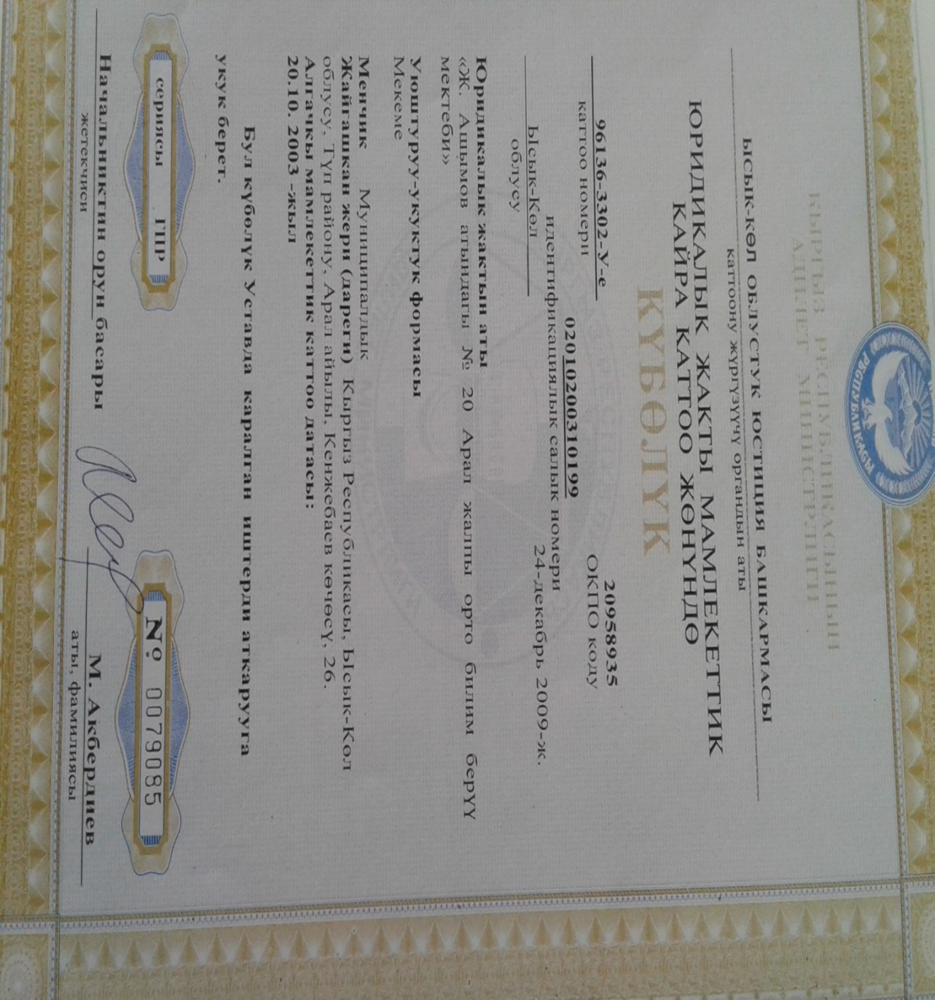 КЫРГЫЗ РЕСПУБЛИКАСЫНЫН
АДИЛЕТ МИНИСТРЛИГИ
ЫСЫК-КӨЛ ОБЛУСТУК ЮСТИЦИЯ БАШКАРМАСЫ
каттоону жүргүзүүчү органдын аты
ЮРИДИКАЛЫК ЖАКТЫ МАМЛЕКЕТТИК
КАЙРА КАТТОО ЖӨНҮНДӨ
КҮБӨЛҮК
96136-3302-У-е 20958935
каттоо номери ОКПО коду
02010200310199
идентификациялык салык номери
Ысык-Көл 24-декабрь 2009-ж.
облусу
Юридикалык жактын аты
«Ж. Ашымов атындагы № 20 Арал жалпы орто билим берүү
мектеби»
Уюштуруу-укуктук формасы
Мекеме
Менчик Муниципалдык
Жайгашкан жери (дареги) Кыргыз Республикасы, Ысык-Көл
облусу, Түп району, Арал айылы, Кенжебаев көчөсү, 26.
Алгачкы мамлекеттик каттоо датасы:
20.10. 2003 -жыл
Бул күбөлүк Уставда каралган иштерди аткарууга
укук берет.
сериясы ГПР № 0079085
Начальниктин орун басары М. Акбердиев
жетекчиси аты, фамилиясы